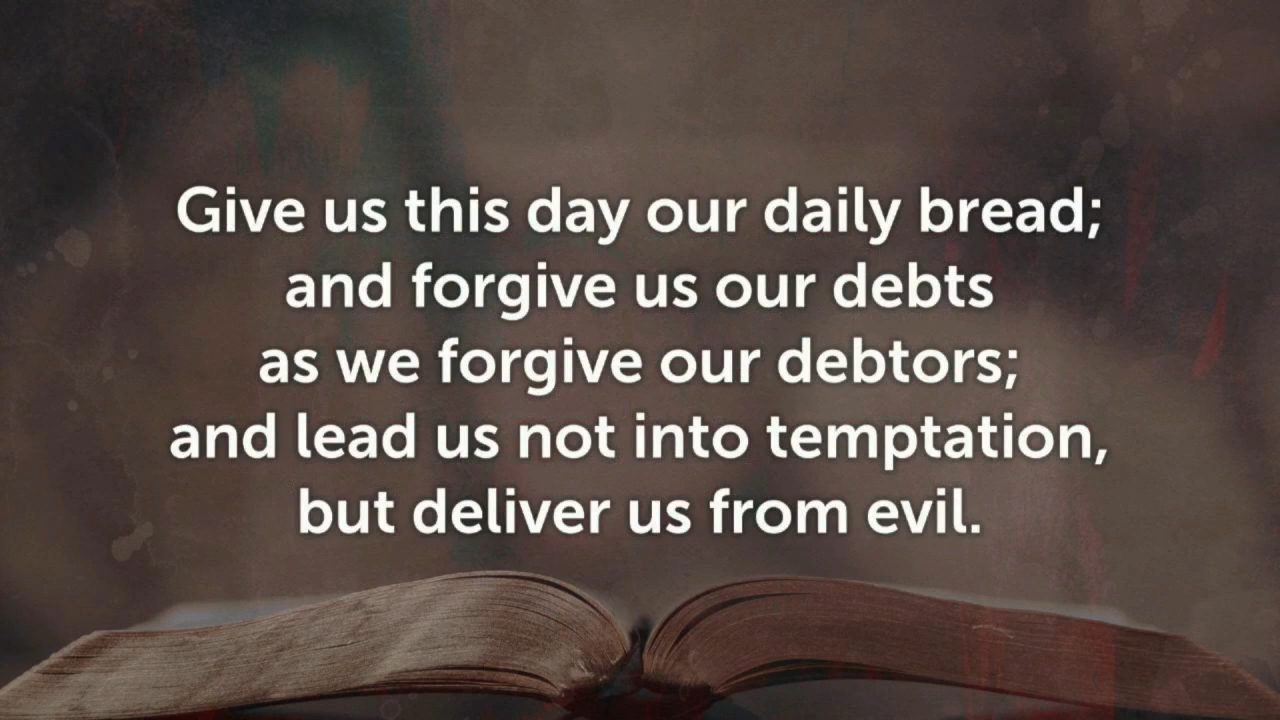 Give us this day our daily bread;
and forgive us our debts
as we forgive our debtors;
and lead us not into temptation,
but deliver us from evil.